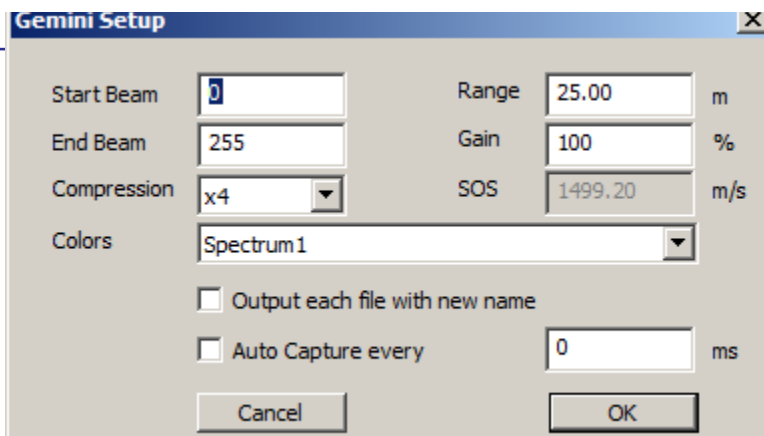 Gemini Setup
Start Beam 0 Range 25.00 m
End Beam 255 Gain 100 %
Compression x4 SOS 1499.20 m/s
Colors Spectrum1
Output each file with new name
Auto Capture every 0 ms
Cancel OK